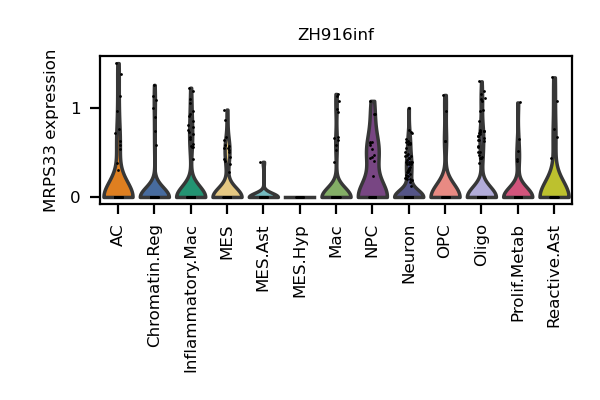 ZH916inf
MRPS33 expression
1
0
AC
Chromatin.Reg
Inflammatory.Mac
MES
MES.Ast
MES.Hyp
Mac
NPC
Neuron
OPC
Oligo
Prolif.Metab
Reactive.Ast